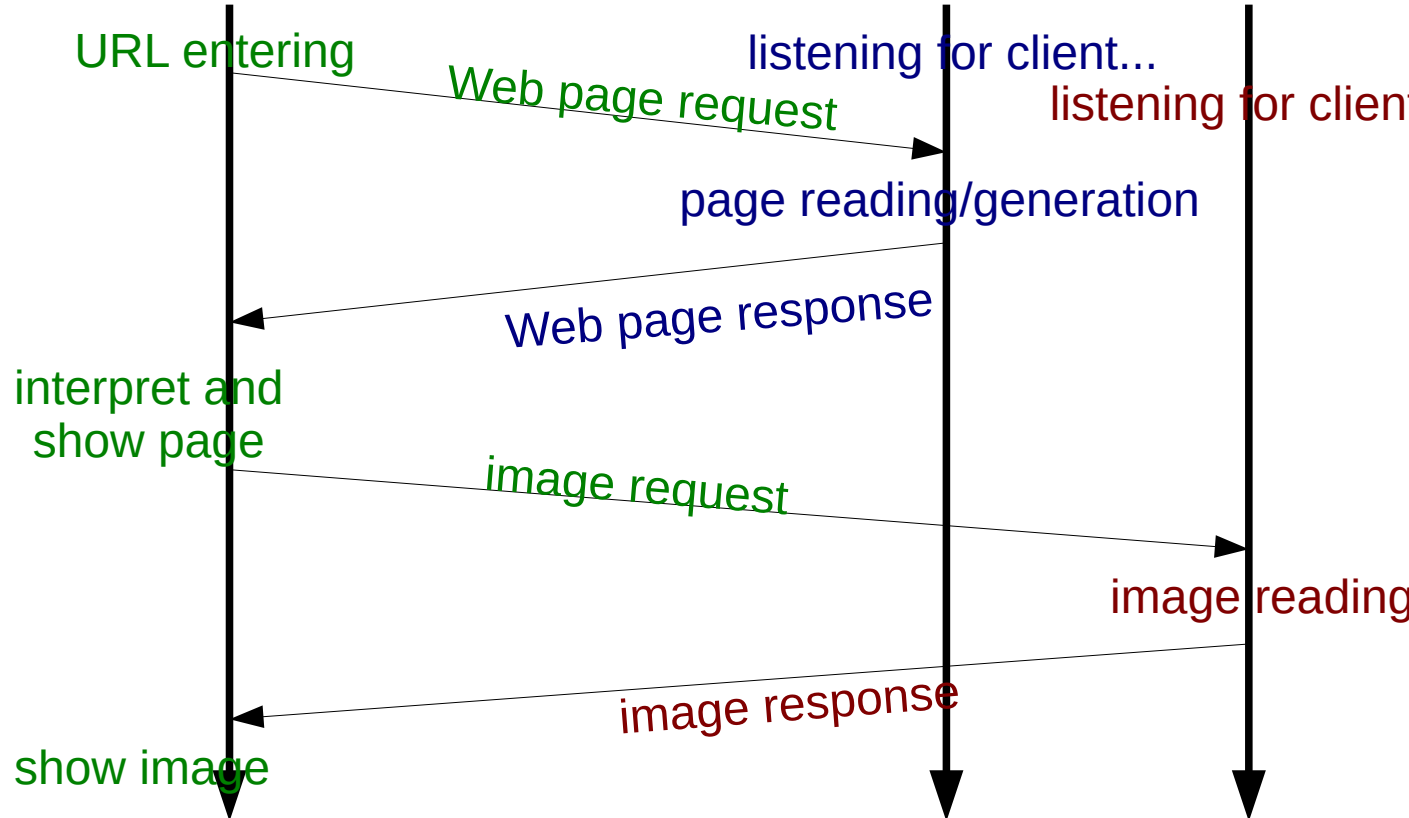 URL entering
listening for client...
Web page request
listening for client
page reading/generation
Web page response
interpret and
show page
image request
image reading
image response
show image